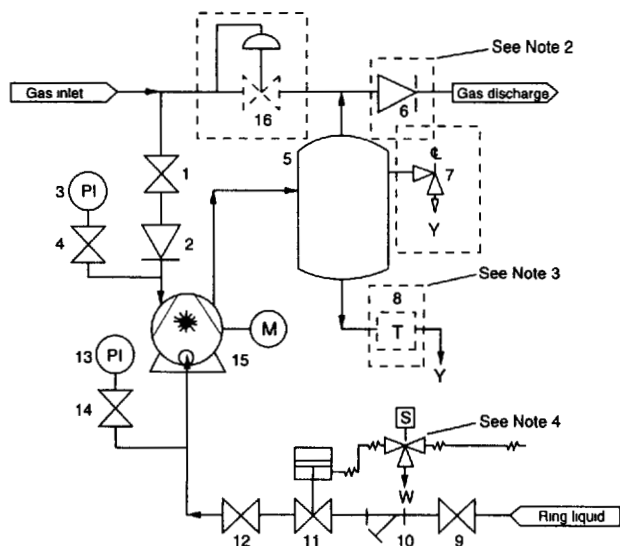 See Note 2
Gas inlet
Gas discharge
16
6
5
1
3
PI
7
4
2
Y
See Note 3
8
T
M
15
13
PI
Y
14
S
See Note 4
W
Ring liquid
12
11
10
9